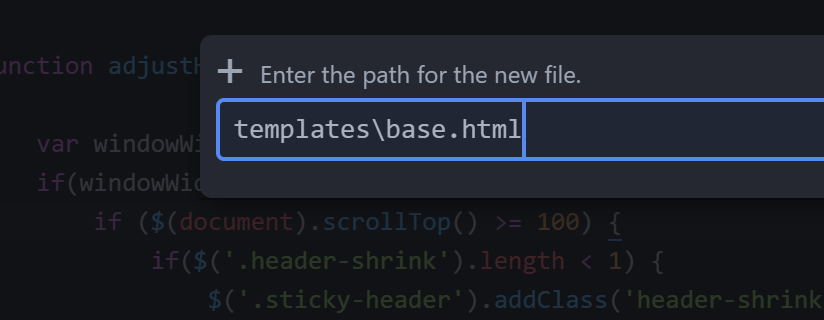 unction adjustH
Enter the path for the new file.
templates\base.html
var windowWi
if(windowWid
if ($(document).scrollTop() >= 100) {
if($('.header-shrink').length < 1) {
$('.sticky-header').addClass('header-shrink